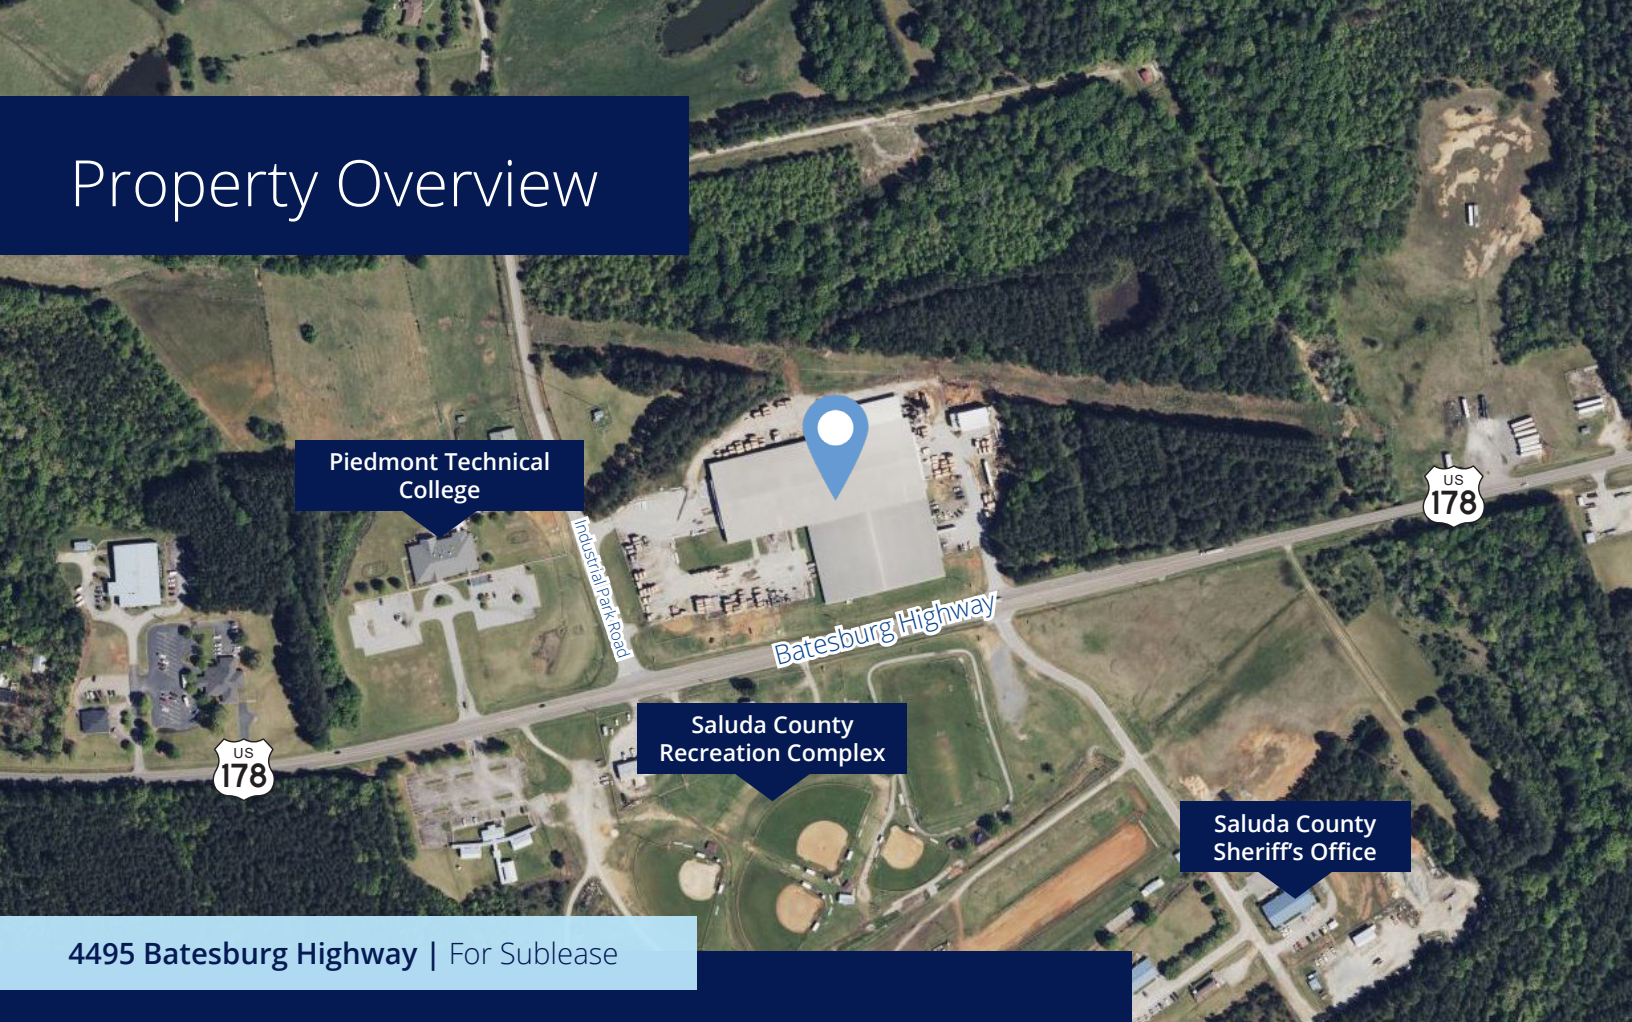 Property Overview
Piedmont Technical
College
Industrial Park Road
US
178
Batesburg Highway
Saluda County
Recreation Complex
US
178
Saluda County
Sheriff's Office
4495 Batesburg Highway | For Sublease